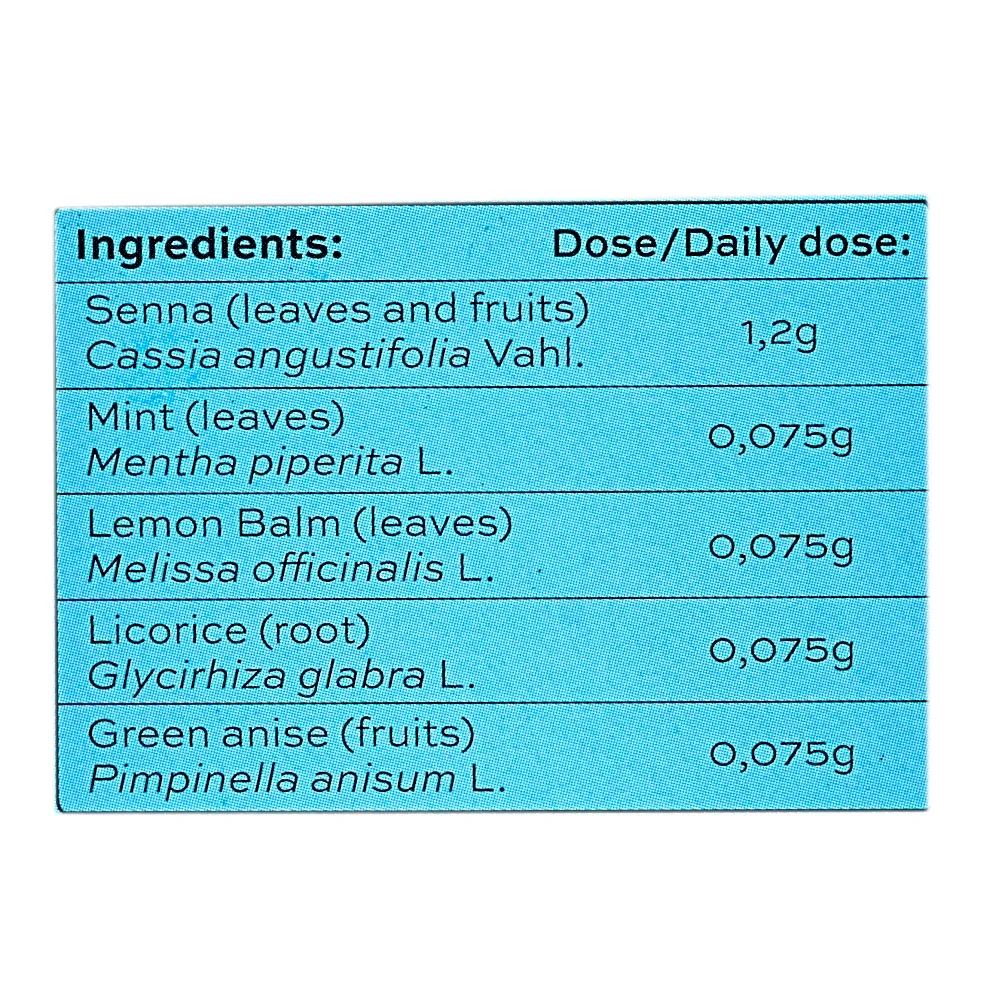 Ingredients: Dose/Daily dose:
Senna (leaves and fruits)
Cassia angustifolia Vahl.
1,2g
Mint (leaves)
Mentha piperita L.
0,075g
Lemon Balm (leaves)
Melissa officinalis L.
0,075g
Licorice (root)
Glycirhiza glabra L.
0,075g
Green anise (fruits)
Pimpinella anisum L.
0,075g